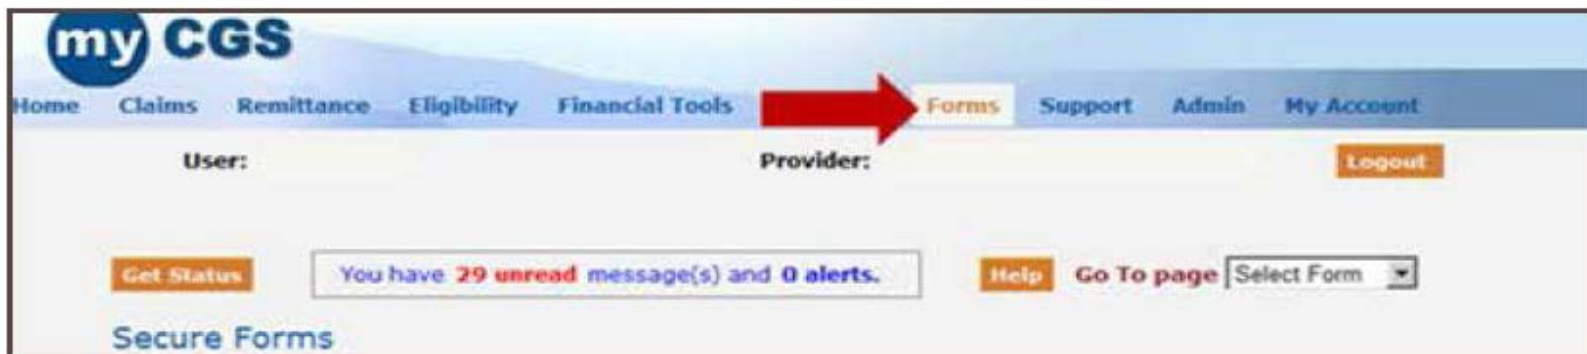 my CGS
Home Claims Remittance Eligibility Financial Tools Forms Support Admin My Account
User: Provider: Logout
Get Status You have 29 unread message(s) and 0 alerts. Help Go To page Select Form
Secure Forms